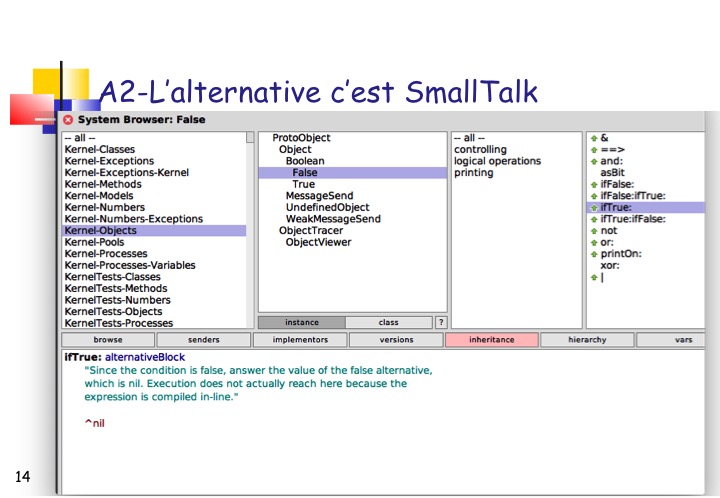 A2-L'alternative c'est SmallTalk
System Browser: False
-- all --
Kernel-Classes
Kernel-Exceptions
Kernel-Exceptions-Kernel
Kernel-Methods
Kernel-Models
Kernel-Numbers
Kernel-Numbers-Exceptions
Kernel-Objects
Kernel-Pools
Kernel-Processes
Kernel-Processes-Variables
KernelTests-Classes
KernelTests-Methods
KernelTests-Numbers
KernelTests-Objects
KernelTests-Processes
ProtoObject
Object
Boolean
False
True
MessageSend
UndefinedObject
WeakMessageSend
ObjectTracer
ObjectViewer
instance
class
?
-- all --
controlling
logical operations
printing
&
==>
and:
asBit
ifFalse:
ifFalse:ifTrue:
ifTrue:
ifTrue:ifFalse:
not
or:
printOn:
xor:
|
browse
senders
implementors
versions
inheritance
hierarchy
vars
ifTrue: alternativeBlock
"Since the condition is false, answer the value of the false alternative,
which is nil. Execution does not actually reach here because the
expression is compiled in-line."
^nil
14